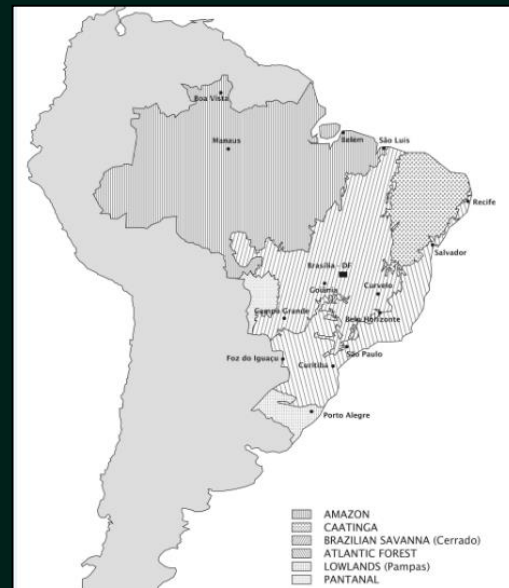 Boa Vista
Manaus
Belém
São Luis
Recife
Salvador
Brasília - DF
Goiânia
Curvelo
Campo Grande
Belo Horizonte
São Paulo
Foz do Iguaçu
Curitiba
Porto Alegre
AMAZON
CAATINGA
BRAZILIAN SAVANNA (Cerrado)
ATLANTIC FOREST
LOWLANDS (Pampas)
PANTANAL